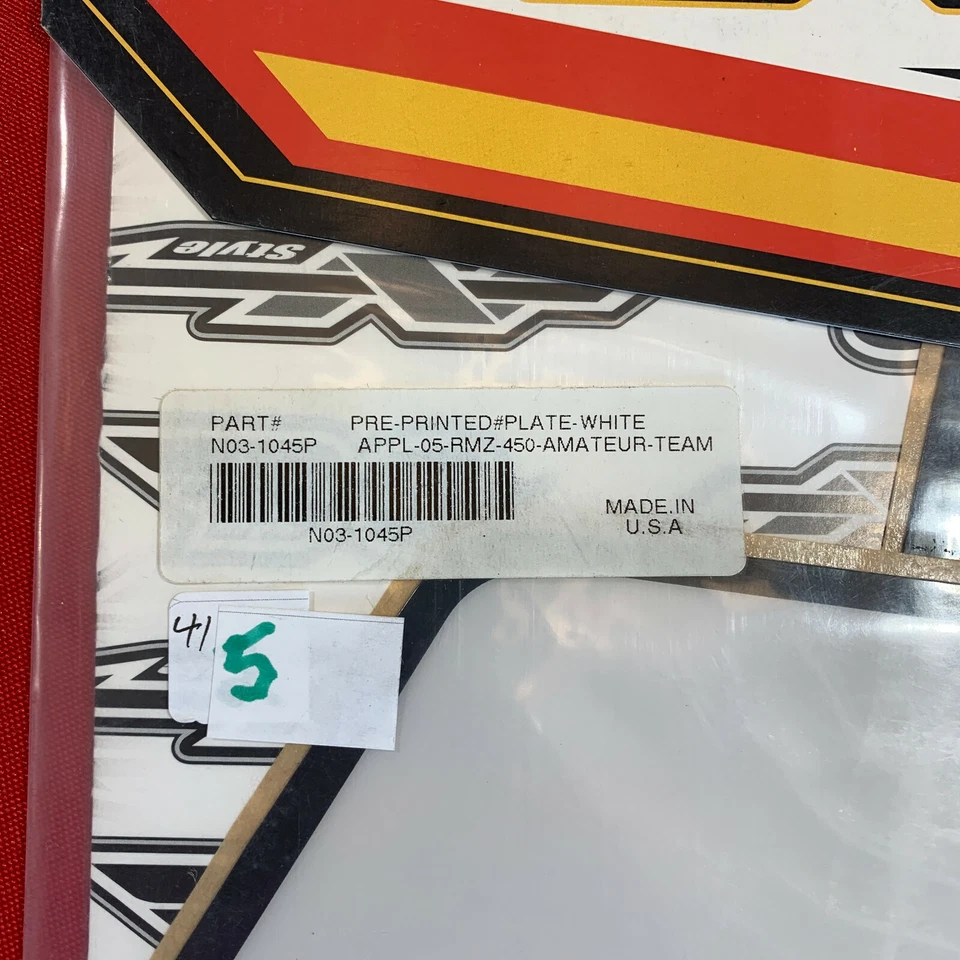 Style
PART# PRE-PRINTED#PLATE-WHITE
N03-1045P APPL-05-RMZ-450-AMATEUR-TEAM
MADE.IN
U.S.A
N03-1045P
41
5